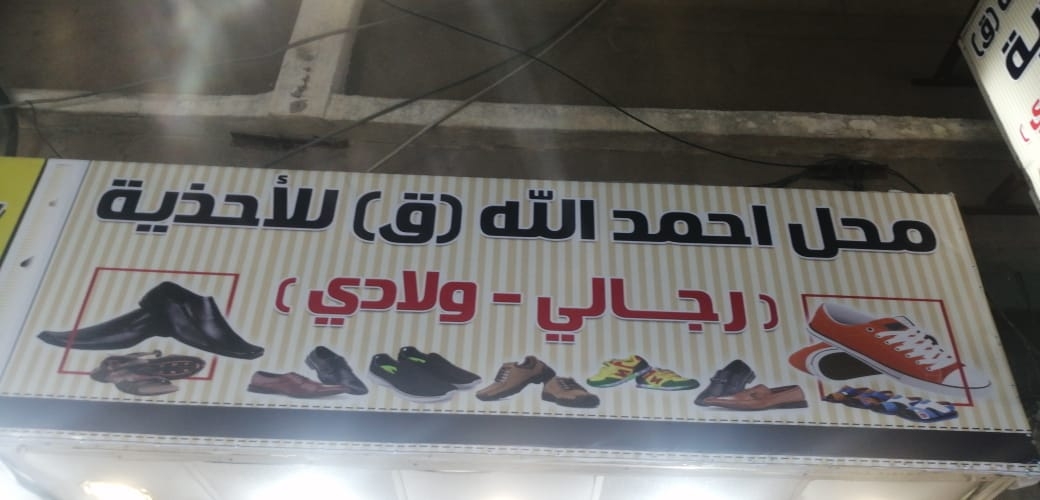 محل احمد الله (ق) للأحذية
(رجالي - ولادي)
(ق)